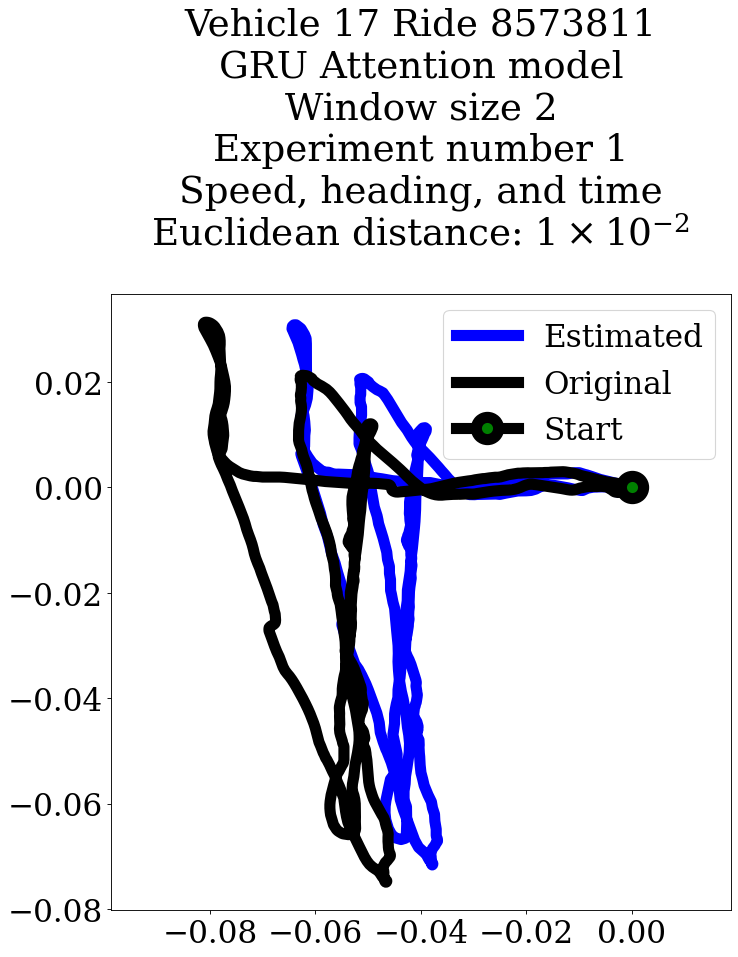 Vehicle 17 Ride 8573811
GRU Attention model
Window size 2
Experiment number 1
Speed, heading, and time
Euclidean distance: 1 × 10⁻²
Estimated
Original
Start
0.02
0.00
−0.02
−0.04
−0.06
−0.08
−0.08 −0.06 −0.04 −0.02 0.00